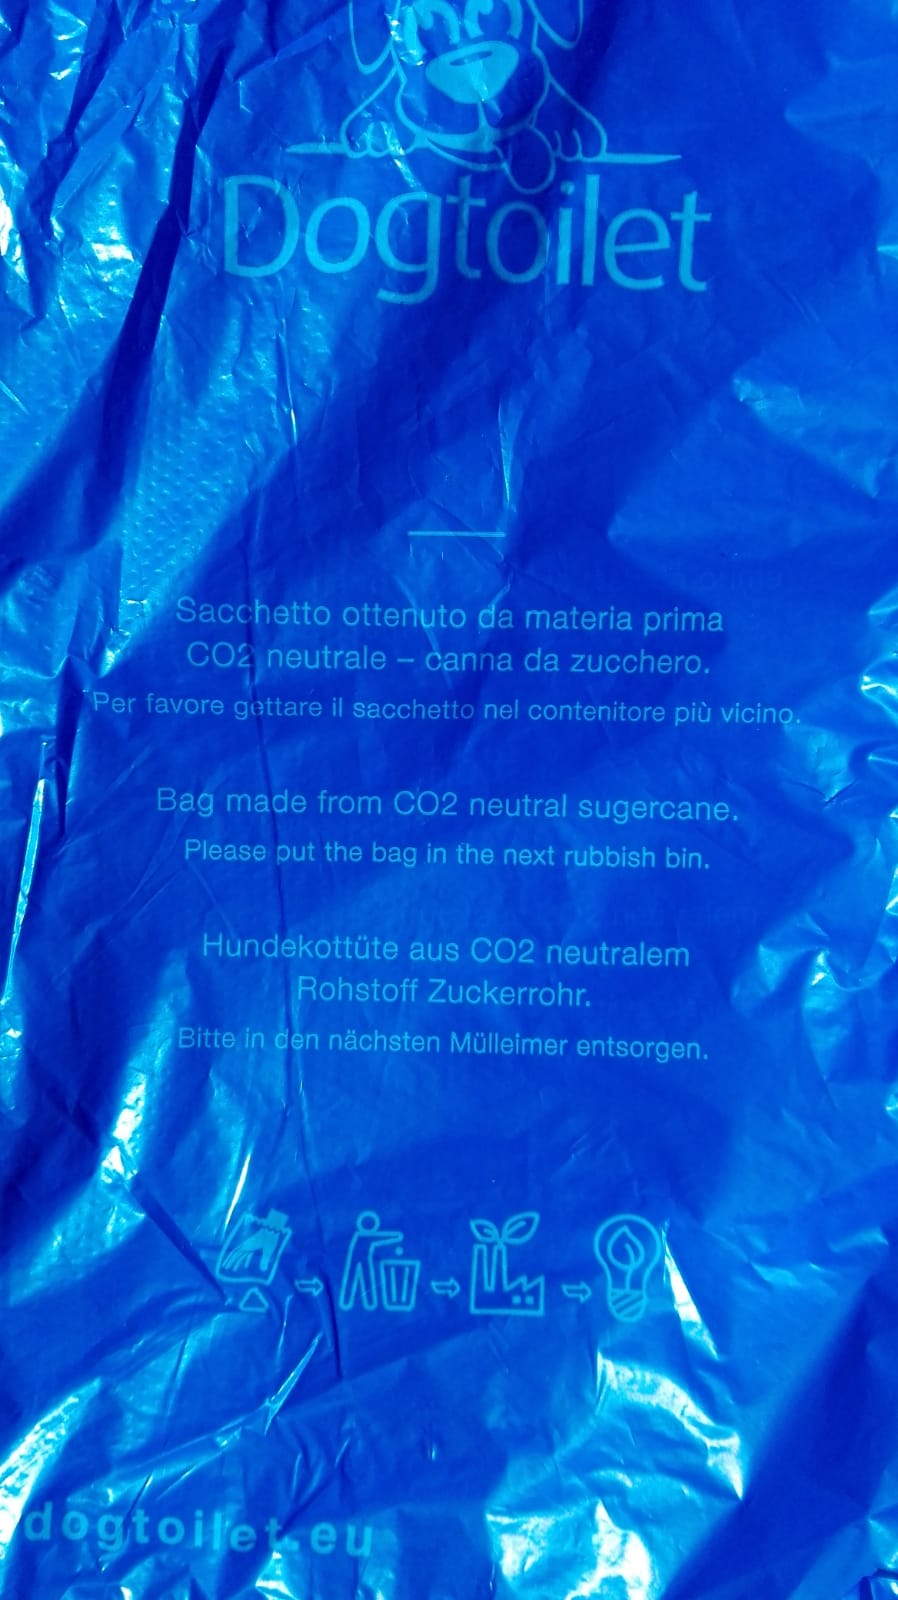 Dogtoilet
Sacchetto ottenuto da materia prima
CO2 neutrale – canna da zucchero.
Per favore gettare il sacchetto nel contenitore più vicino.
Bag made from CO2 neutral sugercane.
Please put the bag in the next rubbish bin.
Hundekottüte aus CO2 neutralem
Rohstoff Zuckerrohr.
Bitte in den nächsten Mülleimer entsorgen.
dogtoilet.eu